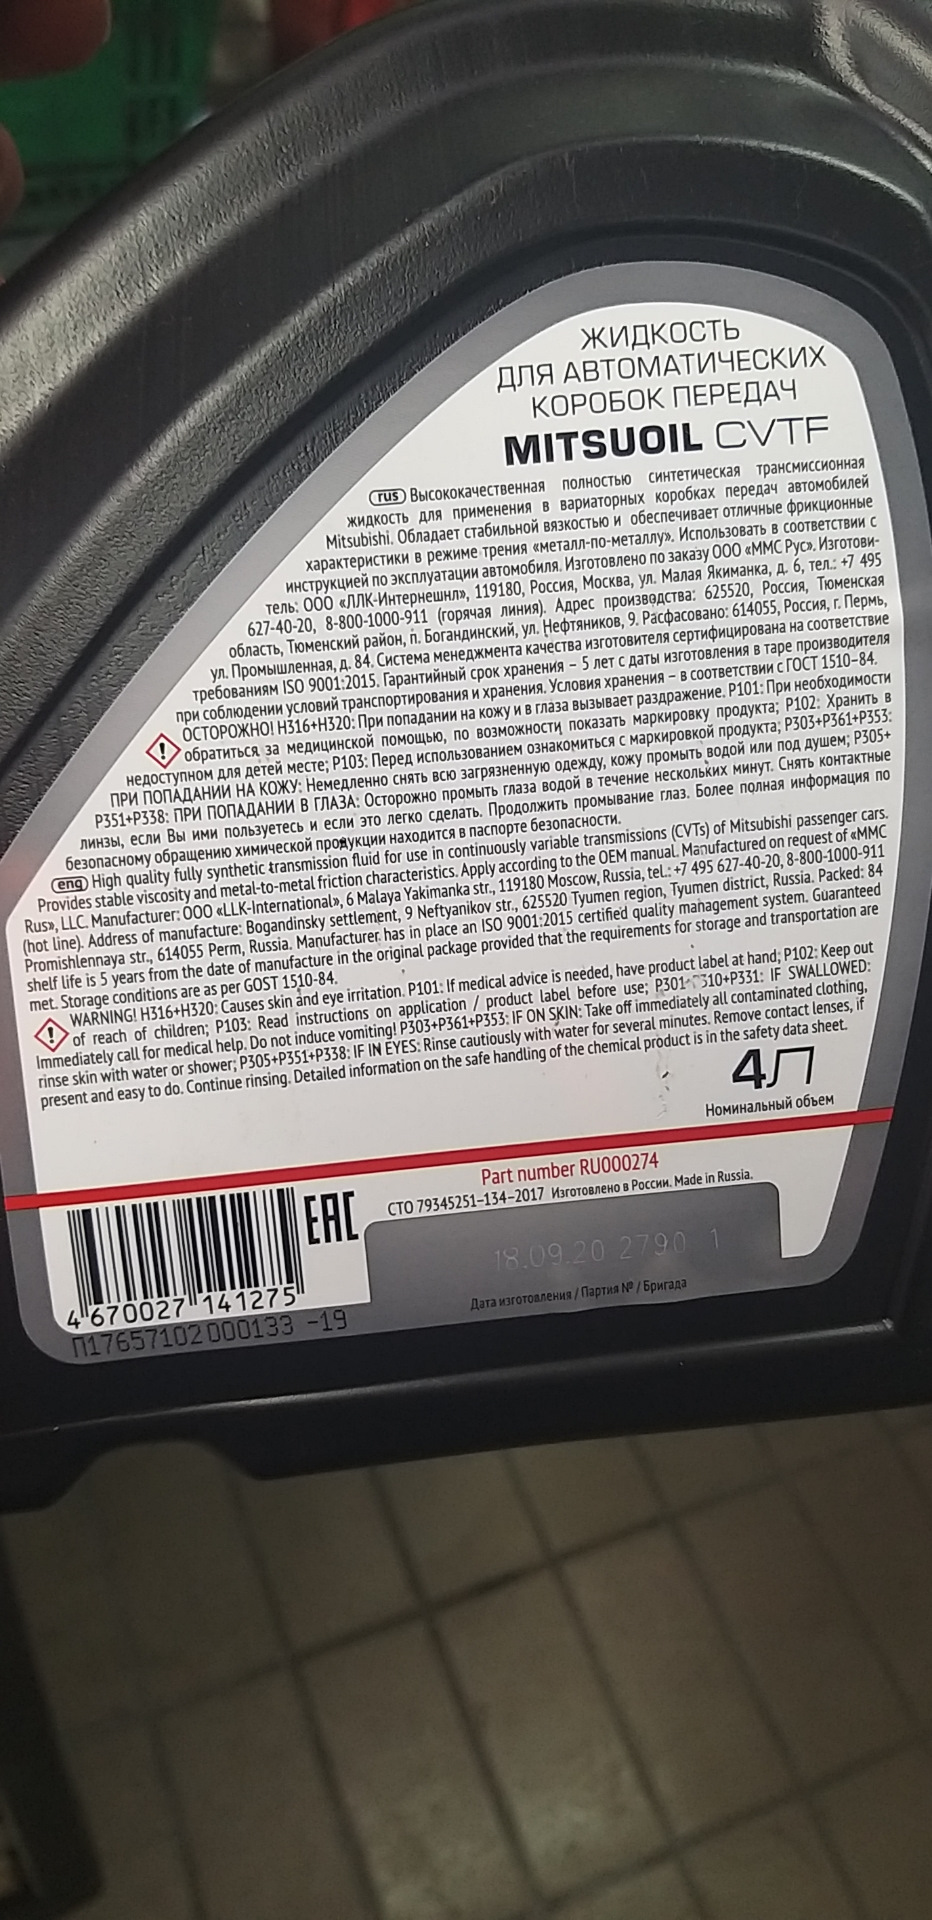 ЖИДКОСТЬ
ДЛЯ АВТОМАТИЧЕСКИХ
КОРОБОК ПЕРЕДАЧ
MITSUOIL CVTF
rus Высококачественная полностью синтетическая трансмиссионная
жидкость для применения в вариаторных коробках передач автомобилей
Mitsubishi. Обладает стабильной вязкостью и обеспечивает отличные фрикционные
характеристики в режиме трения «металл-по-металлу». Использовать в соответствии с
инструкцией по эксплуатации автомобиля. Изготовлено по заказу ООО «ММС Рус». Изготови-
тель: ООО «ЛЛК-Интернешнл», 119180, Россия, Москва, ул. Малая Якиманка, д. 6, тел.: +7 495
627-40-20, 8-800-1000-911 (горячая линия). Адрес производства: 625520, Россия, Тюменская
область, Тюменский район, п. Богандинский, ул. Нефтяников, 9. Расфасовано: 614055, Россия, г. Пермь,
ул. Промышленная, д. 84. Система менеджмента качества изготовителя сертифицирована на соответствие
требованиям ISO 9001:2015. Гарантийный срок хранения – 5 лет с даты изготовления в таре производителя
при соблюдении условий транспортирования и хранения. Условия хранения – в соответствии с ГОСТ 1510–84.
ОСТОРОЖНО! H316+H320: При попадании на кожу и в глаза вызывает раздражение. P101: При необходимости
обратиться за медицинской помощью, по возможности показать маркировку продукта; P102: Хранить в
недоступном для детей месте; P103: Перед использованием ознакомиться с маркировкой продукта; P303+P361+P353:
ПРИ ПОПАДАНИИ НА КОЖУ: Немедленно снять всю загрязненную одежду, кожу промыть водой или под душем; P305+
P351+P338: ПРИ ПОПАДАНИИ В ГЛАЗА: Осторожно промыть глаза водой в течение нескольких минут. Снять контактные
линзы, если Вы ими пользуетесь и если это легко сделать. Продолжить промывание глаз. Более полная информация по
безопасному обращению химической продукции находится в паспорте безопасности.
eng High quality fully synthetic transmission fluid for use in continuously variable transmissions (CVTs) of Mitsubishi passenger cars.
Provides stable viscosity and metal-to-metal friction characteristics. Apply according to the OEM manual. Manufactured on request of «MMC
Rus», LLC. Manufacturer: OOO «LLK-International», 6 Malaya Yakimanka str., 119180 Moscow, Russia, tel.: +7 495 627-40-20, 8-800-1000-911
(hot line). Address of manufacture: Bogandinsky settlement, 9 Neftyanikov str., 625520 Tyumen region, Tyumen district, Russia. Packed: 84
Promishlennaya str., 614055 Perm, Russia. Manufacturer has in place an ISO 9001:2015 certified quality management system. Guaranteed
shelf life is 5 years from the date of manufacture in the original package provided that the requirements for storage and transportation are
met. Storage conditions are as per GOST 1510-84.
WARNING! H316+H320: Causes skin and eye irritation. P101: If medical advice is needed, have product label at hand; P102: Keep out
of reach of children; P103: Read instructions on application / product label before use; P301+P310+P331: IF SWALLOWED:
Immediately call for medical help. Do not induce vomiting! P303+P361+P353: IF ON SKIN: Take off immediately all contaminated clothing,
rinse skin with water or shower; P305+P351+P338: IF IN EYES: Rinse cautiously with water for several minutes. Remove contact lenses, if
present and easy to do. Continue rinsing. Detailed information on the safe handling of the chemical product is in the safety data sheet.
4Л
Номинальный объем
Part number RU000274
СТО 79345251–134–2017 Изготовлено в России. Made in Russia.
EAC
18.09.20 2790 1
Дата изготовления / Партия № / Бригада
4 670027 141275
П17657102000133 -19